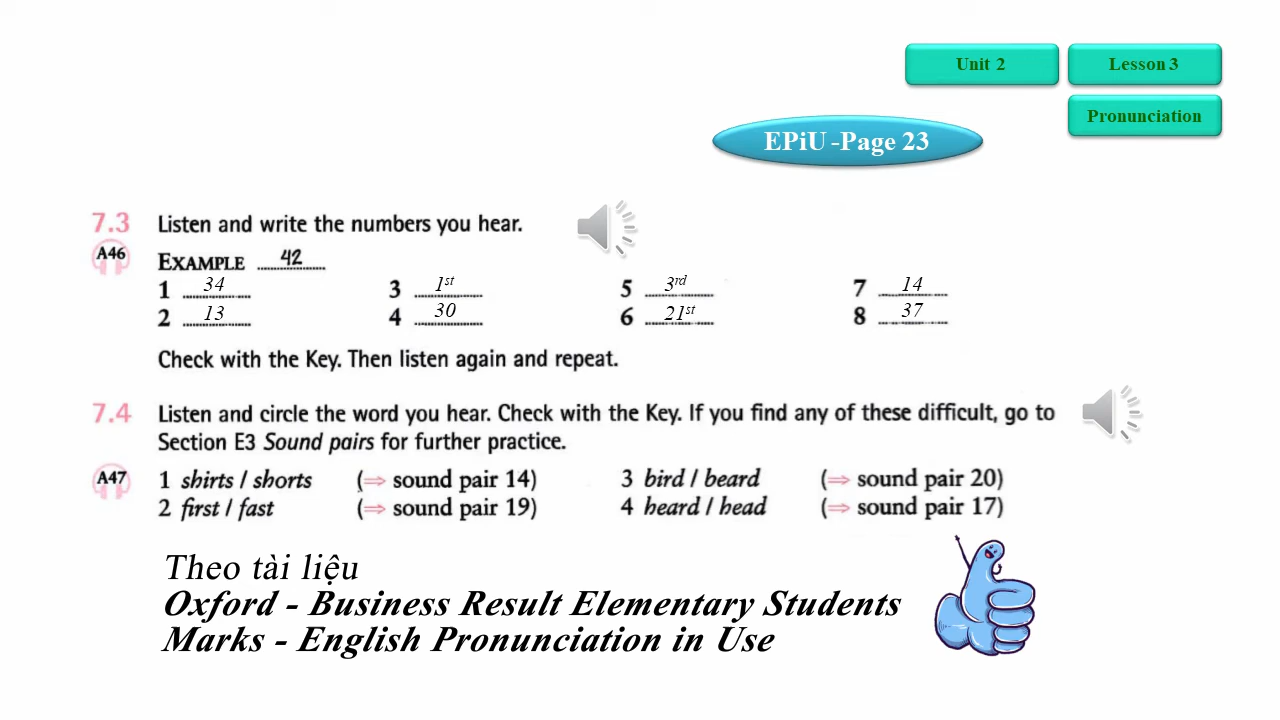 Unit 2 Lesson 3
Pronunciation
EPiU -Page 23
7.3 Listen and write the numbers you hear.
A46 EXAMPLE 42
1 34 3 1st 5 3rd 7 14
2 13 4 30 6 21st 8 37
Check with the Key. Then listen again and repeat.
7.4 Listen and circle the word you hear. Check with the Key. If you find any of these difficult, go to
Section E3 Sound pairs for further practice.
A47 1 shirts / shorts (⇒ sound pair 14) 3 bird / beard (⇒ sound pair 20)
2 first / fast (⇒ sound pair 19) 4 heard / head (⇒ sound pair 17)
Theo tài liệu
Oxford - Business Result Elementary Students
Marks - English Pronunciation in Use